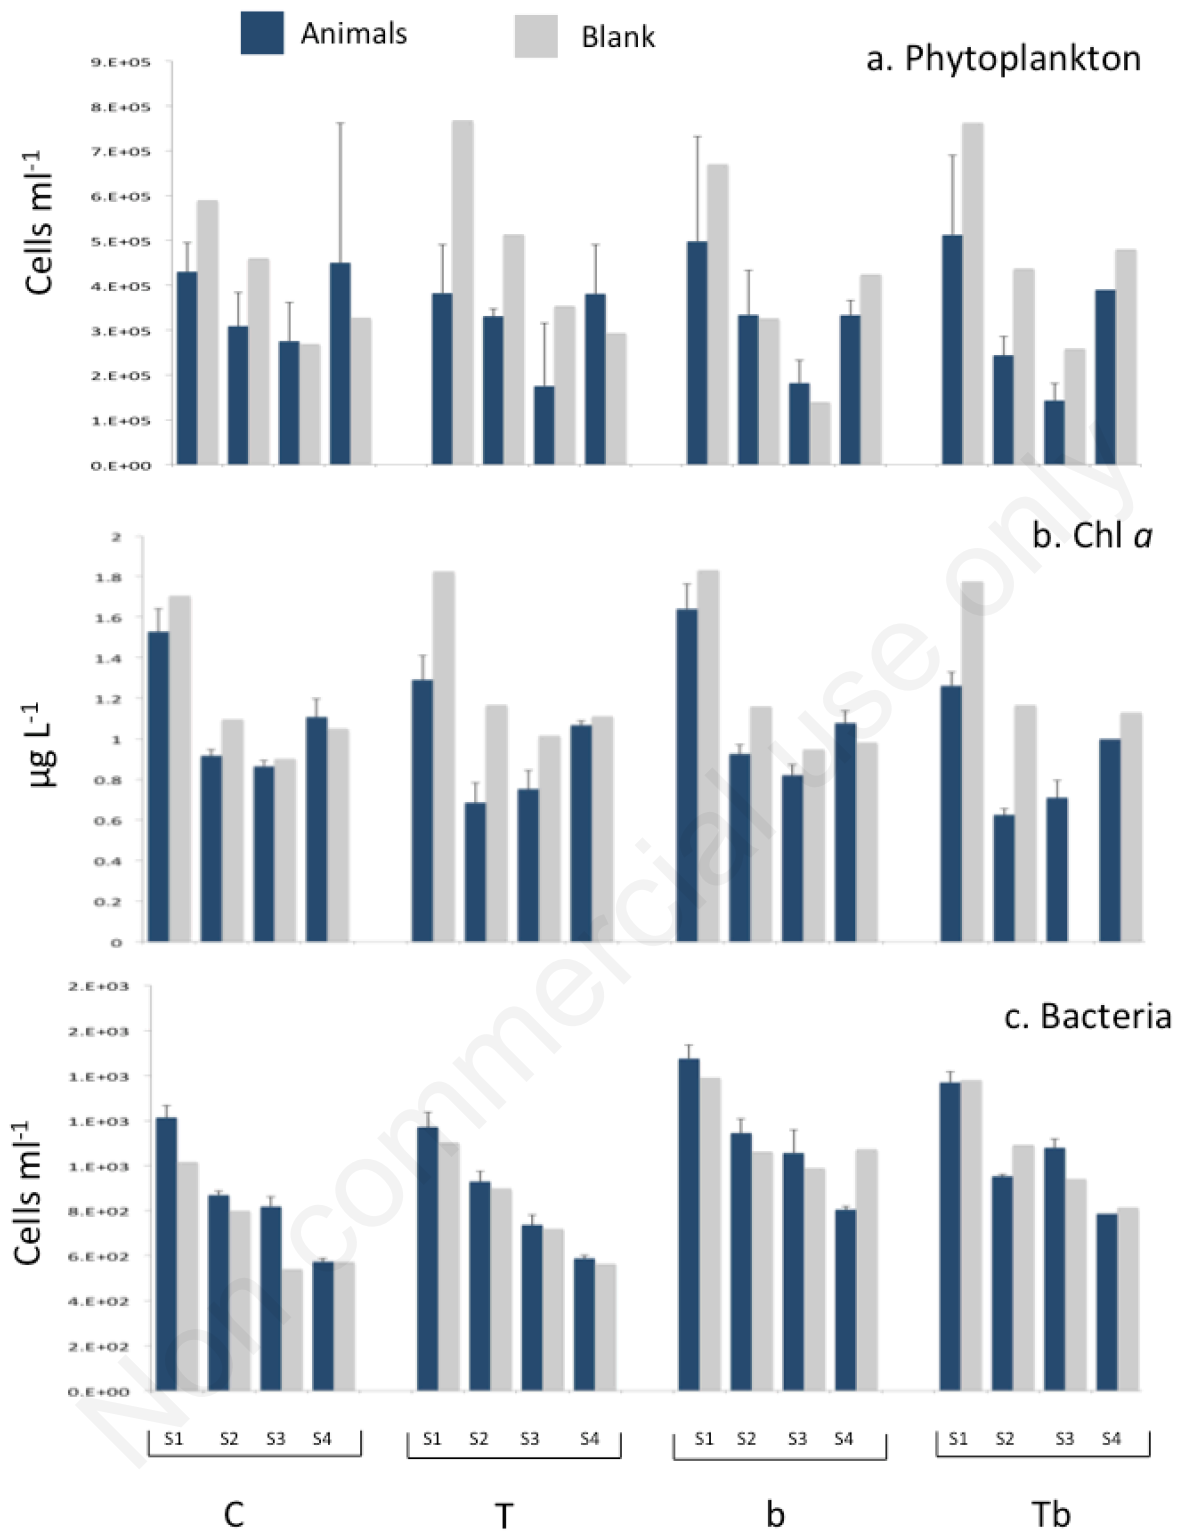 Animals
Blank
a. Phytoplankton
9.E+05
8.E+05
7.E+05
6.E+05
5.E+05
4.E+05
3.E+05
2.E+05
1.E+05
0.E+00
Cells ml-1
b. Chl a
2
1.8
1.6
1.4
1.2
1
0.8
0.6
0.4
0.2
0
µg L-1
c. Bacteria
2.E+03
2.E+03
1.E+03
1.E+03
1.E+03
8.E+02
6.E+02
4.E+02
2.E+02
0.E+00
Cells ml-1
S1 S2 S3 S4 S1 S2 S3 S4 S1 S2 S3 S4 S1 S2 S3 S4
C T b Tb
Non commercial use only